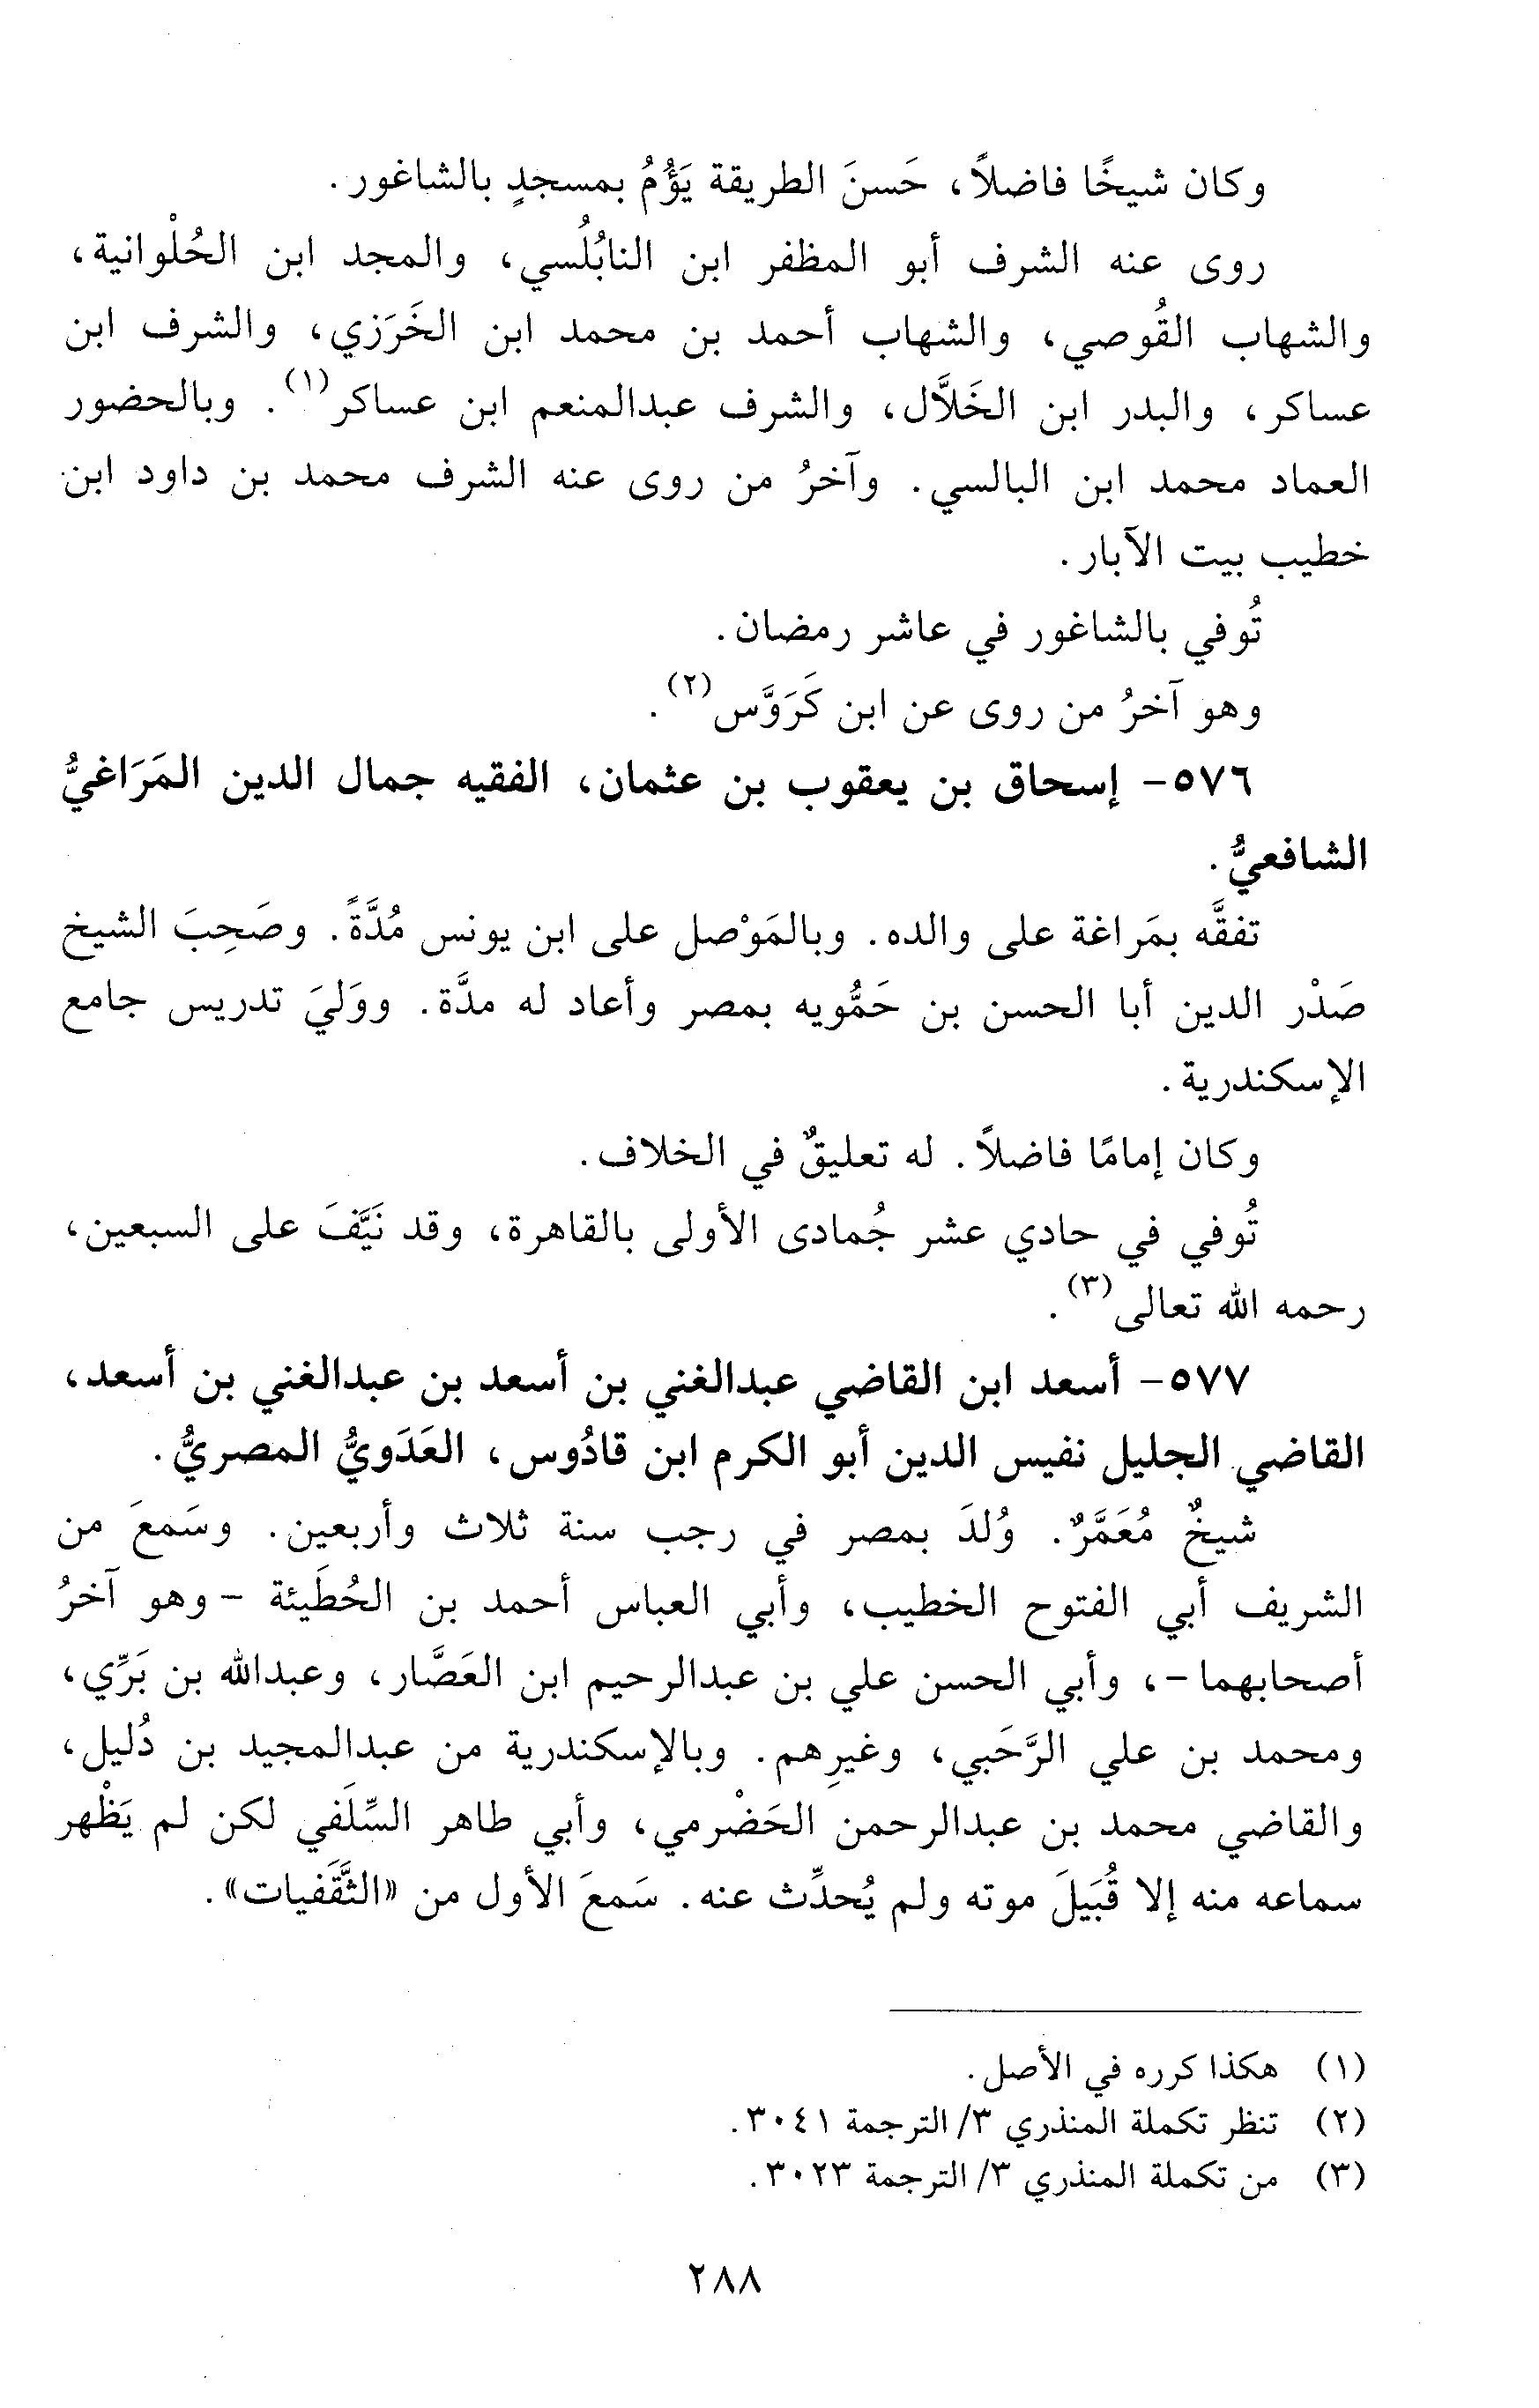 وكان شيخًا فاضلاً، حَسنَ الطريقة يَؤُمُّ بمسجدٍ بالشاغور.
روى عنه الشرف أبو المظفر ابن النابُلُسي، والمجد ابن الحُلْوانية،
والشهاب القُوصي، والشهاب أحمد بن محمد ابن الخَرَزي، والشرف ابن
عساكر، والبدر ابن الخَلاَّل، والشرف عبدالمنعم ابن عساكر(١). وبالحضور
العماد محمد ابن البالسي. وآخرُ من روى عنه الشرف محمد بن داود ابن
خطيب بيت الآبار.
تُوفي بالشاغور في عاشر رمضان.
وهو آخرُ من روى عن ابن كَرَوَّس(٢).
٥٧٦- إسحاق بن يعقوب بن عثمان، الفقيه جمال الدين المَرَاغيُّ
الشافعيُّ.
تفقَّه بمَراغة على والده. وبالمَوْصل على ابن يونس مُدَّةً. وصَحِبَ الشيخ
صَدْر الدين أبا الحسن بن حَمُّويه بمصر وأعاد له مدَّة. ووَليَ تدريس جامع
الإسكندرية.
وكان إمامًا فاضلاً. له تعليقٌ في الخلاف.
تُوفي في حادي عشر جُمادى الأولى بالقاهرة، وقد نَيَّفَ على السبعين،
رحمه الله تعالى(٣).
٥٧٧- أسعد ابن القاضي عبدالغني بن أسعد بن عبدالغني بن أسعد،
القاضي الجليل نفيس الدين أبو الكرم ابن قادُوس، العَدَويُّ المصريُّ.
شيخٌ مُعَمَّرٌ. وُلدَ بمصر في رجب سنة ثلاث وأربعين. وسَمعَ من
الشريف أبي الفتوح الخطيب، وأبي العباس أحمد بن الحُطَيئة - وهو آخرُ
أصحابهما -، وأبي الحسن علي بن عبدالرحيم ابن العَصَّار، وعبدالله بن بَرِّي،
ومحمد بن علي الرَّحَبي، وغيرِهم. وبالإسكندرية من عبدالمجيد بن دُليل،
والقاضي محمد بن عبدالرحمن الحَضْرمي، وأبي طاهر السِّلَفي لكن لم يَظْهر
سماعه منه إلا قُبَيلَ موته ولم يُحدِّث عنه. سَمعَ الأول من «الثَّقَفيات».
(١) هكذا كرره في الأصل.
(٢) تنظر تكملة المنذري ٣/ الترجمة ٣٠٤١.
(٣) من تكملة المنذري ٣/ الترجمة ٣٠٢٣.
٢٨٨